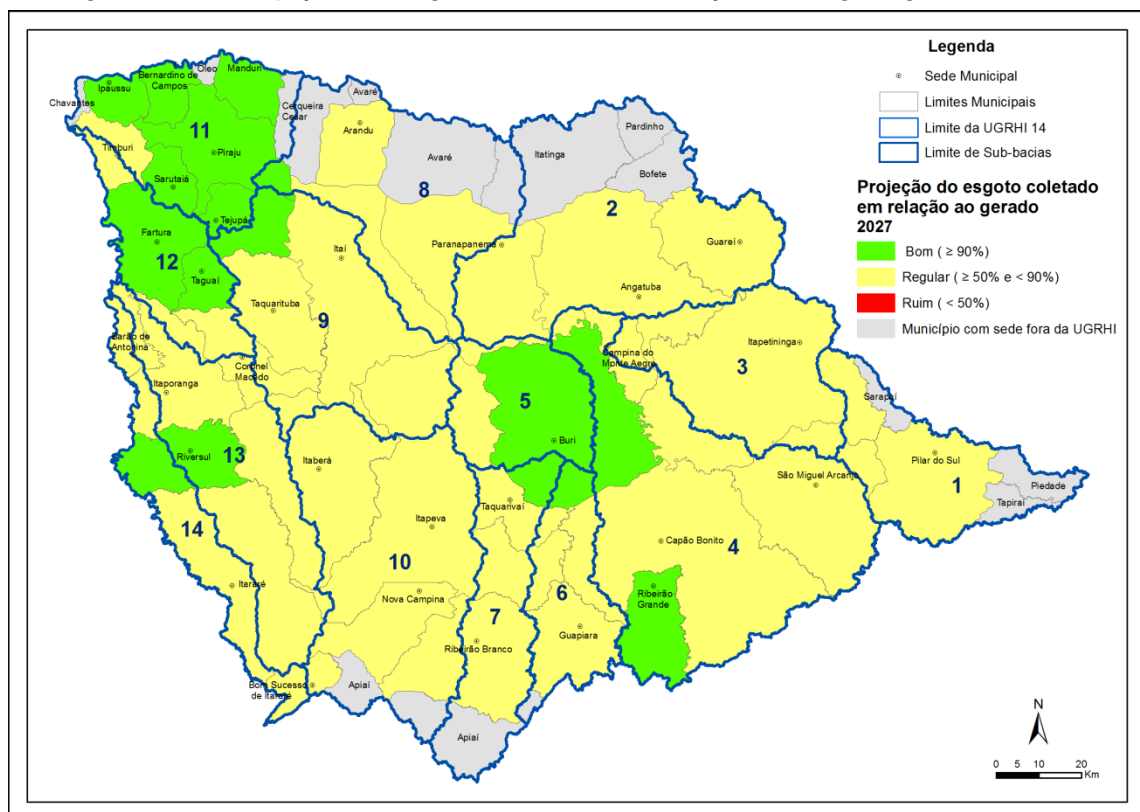 Legenda
Sede Municipal
Limites Municipais
Limite da UGRHI 14
Limite de Sub-bacias
Projeção do esgoto coletado
em relação ao gerado
2027
Bom ( ≥ 90%)
Regular ( ≥ 50% e < 90%)
Ruim ( < 50%)
Município com sede fora da UGRHI
Chavantes
Ipaussu
Bernardino de
Campos
Óleo
Manduri
Cerqueira
Cesar
Avaré
Arandu
Avaré
8
Itatinga
Pardinho
Bofete
11
Timburi
Piraju
Sarutaiá
Tejupá
Fartura
12
Taguaí
Itaí
Paranapanema
2
Guareí
Angatuba
Taquarituba
9
Barão de
Antonina
Coronel
Macedo
Itaporanga
Campina do
Monte Aegre
Itapetininga
3
5
Buri
Sarapuí
Riversul
13
Itaberá
Pilar do Sul
1
Piedade
Tapiraí
São Miguel Arcanjo
Taquarivaí
Itapeva
14
10
Capão Bonito
4
Itararé
Nova Campina
6
7
Ribeirão
Grande
Guapiara
Ribeirão Branco
Bom Sucesso
de Itararé
Apiaí
Apiaí
N
0 5 10 20
Km